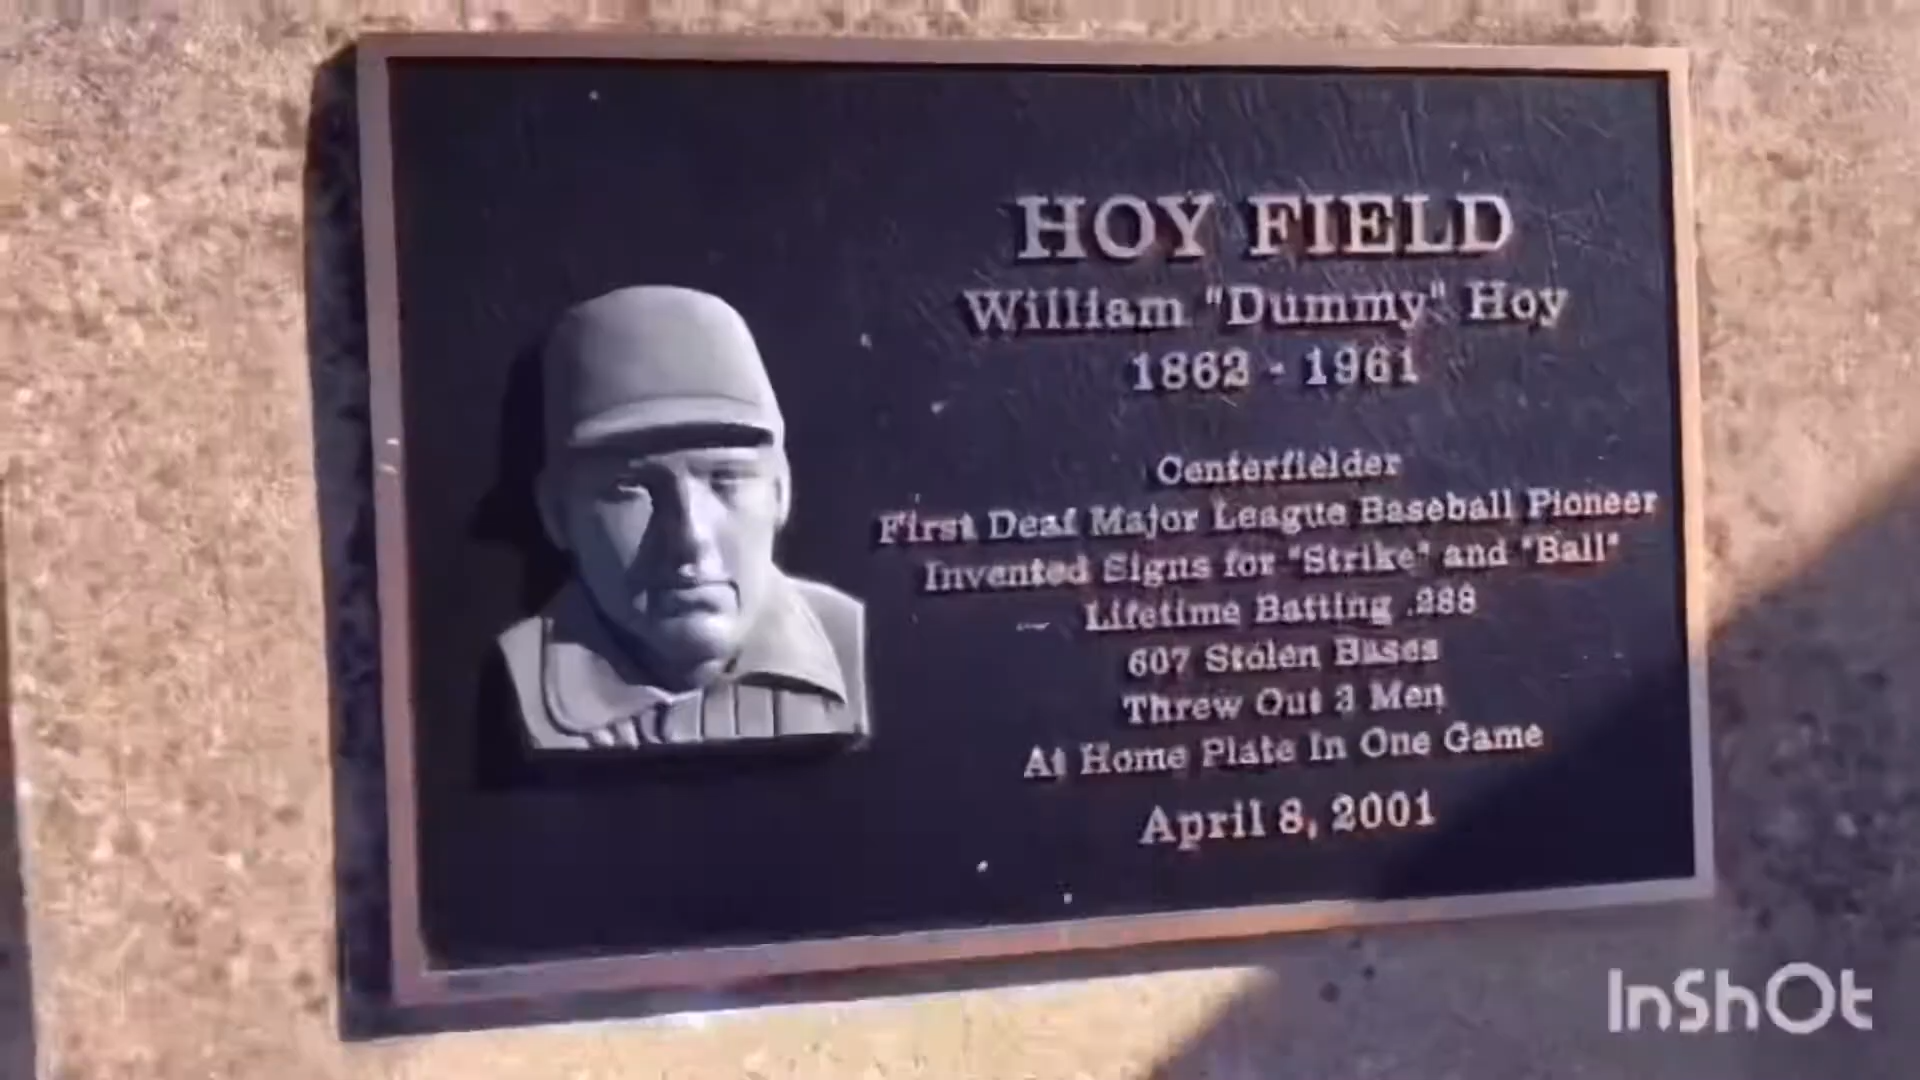 HOY FIELD
William "Dummy" Hoy
1862 - 1961
Centerfielder
First Deaf Major League Baseball Pioneer
Invented Signs for "Strike" and "Ball"
Lifetime Batting .288
607 Stolen Bases
Threw Out 3 Men
At Home Plate In One Game
April 8, 2001
InShOt